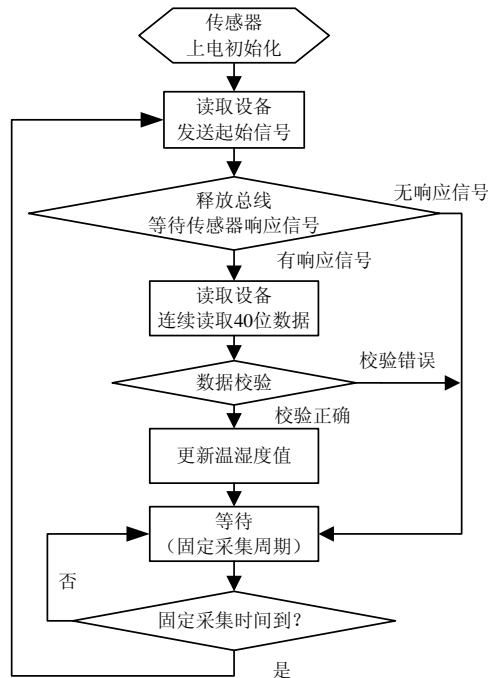 传感器
上电初始化
读取设备
发送起始信号
释放总线
等待传感器响应信号
无响应信号
有响应信号
读取设备
连续读取40位数据
数据校验
校验错误
校验正确
更新温湿度值
等待
（固定采集周期）
否
固定采集时间到？
是